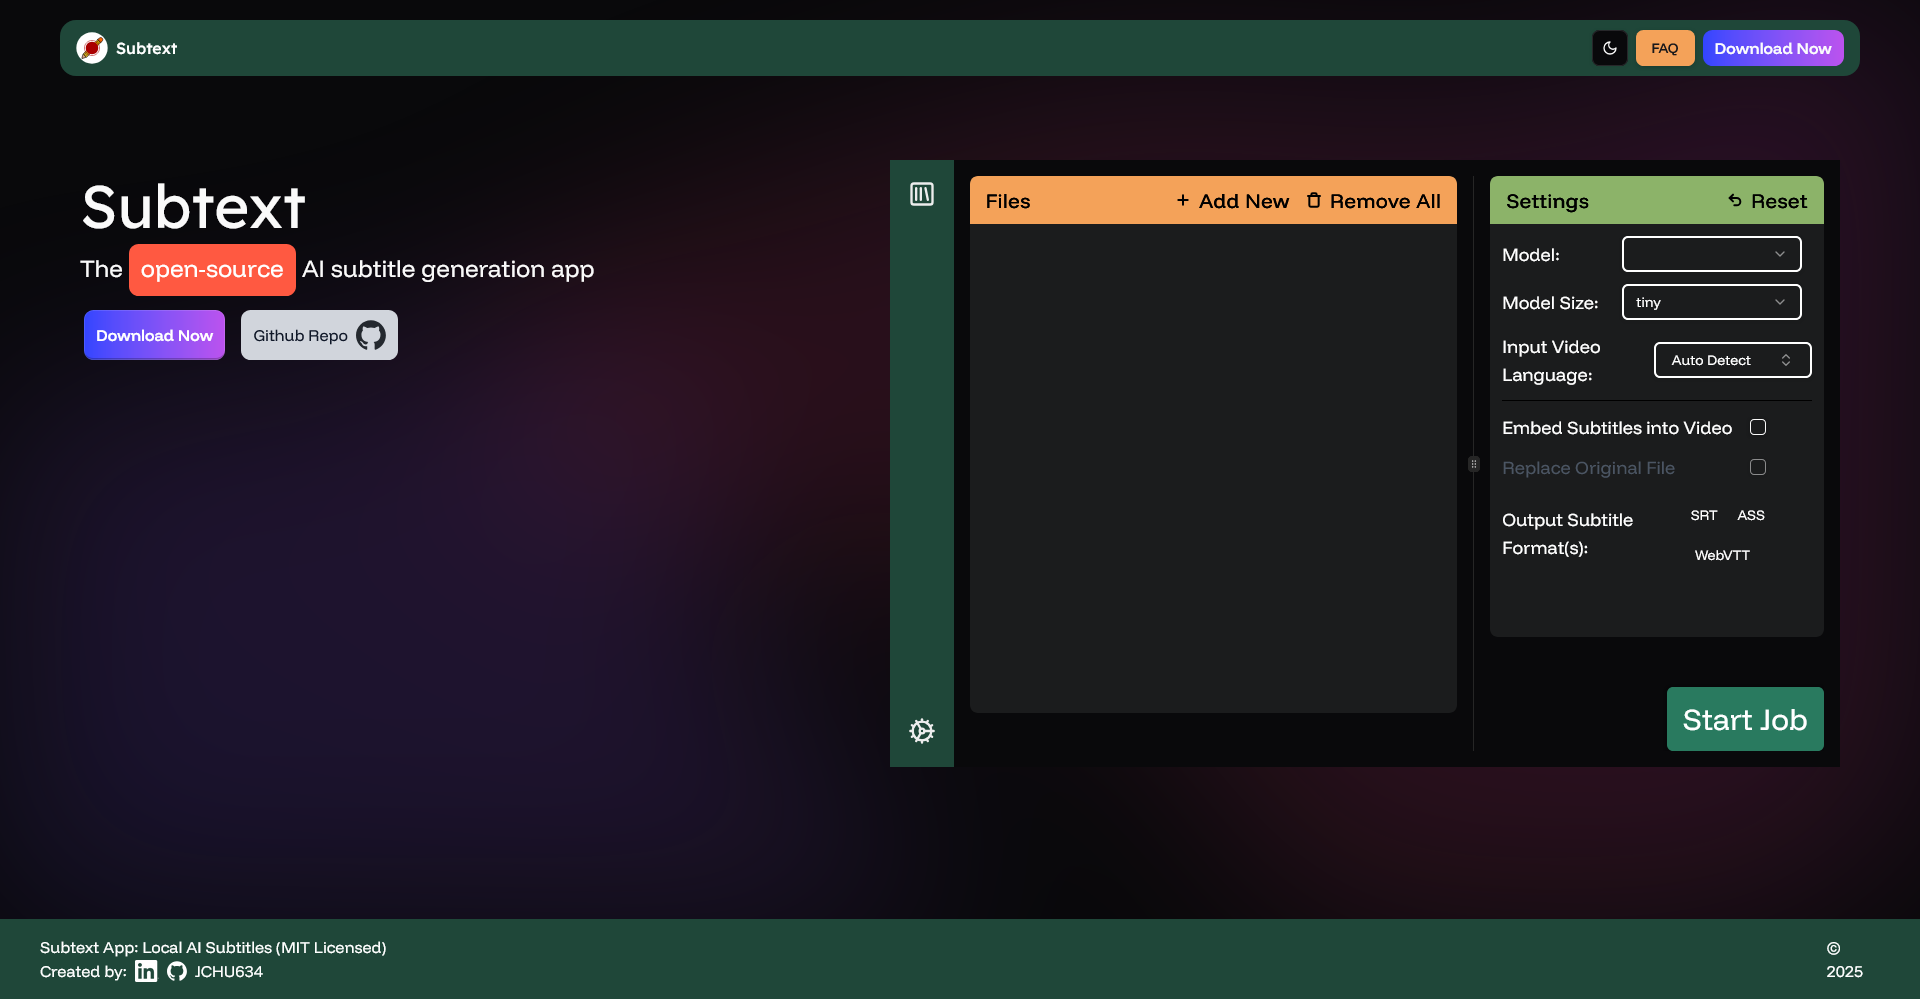 Subtext
FAQ
Download Now
Subtext
The open-source AI subtitle generation app
Download Now
Github Repo
Files
Add New
Remove All
Settings
Reset
Model:
Model Size:
tiny
Input Video
Language:
Auto Detect
Embed Subtitles into Video
Replace Original File
Output Subtitle
Format(s):
SRT
ASS
WebVTT
Start Job
Subtext App: Local AI Subtitles (MIT Licensed)
Created by: in JCHU634
©
2025